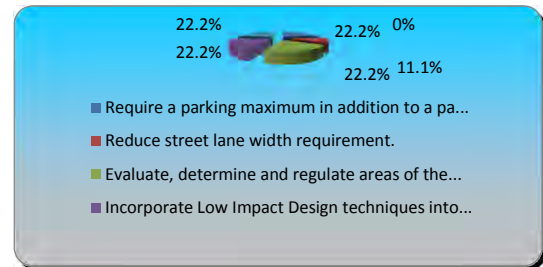 22.2% 22.2% 0%
22.2%
22.2% 11.1%
Require a parking maximum in addition to a pa...
Reduce street lane width requirement.
Evaluate, determine and regulate areas of the...
Incorporate Low Impact Design techniques into...